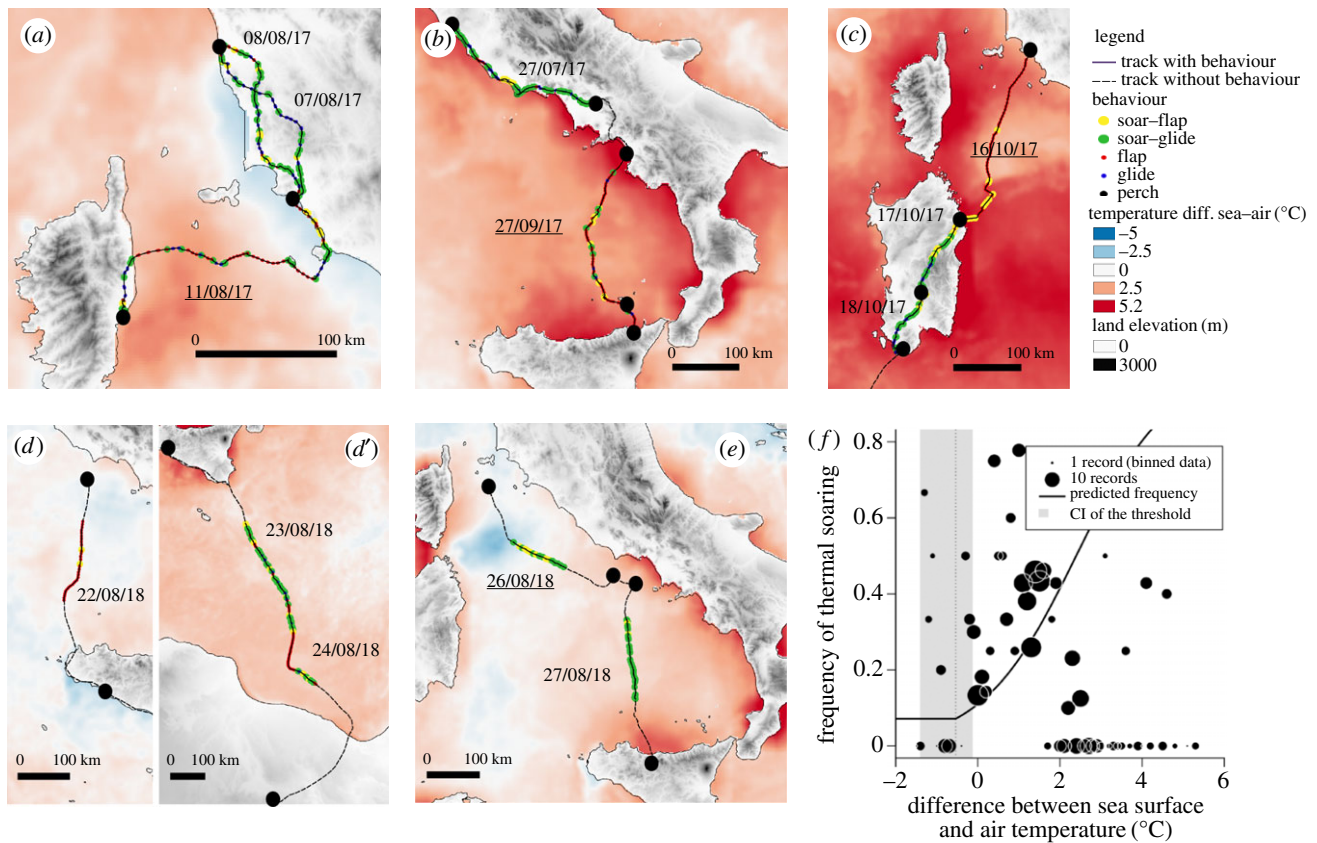 (a)
08/08/17
07/08/17
11/08/17
0 100 km
(b)
27/07/17
27/09/17
0 100 km
(c)
16/10/17
17/10/17
18/10/17
0 100 km
legend
track with behaviour
track without behaviour
behaviour
soar–flap
soar–glide
flap
glide
perch
temperature diff. sea–air (°C)
–5
–2.5
0
2.5
5.2
land elevation (m)
0
3000
(d)
22/08/18
0 100 km
(d′)
23/08/18
24/08/18
0 100 km
(e)
26/08/18
27/08/18
0 100 km
(f)
frequency of thermal soaring
0.8
0.6
0.4
0.2
0
1 record (binned data)
10 records
predicted frequency
CI of the threshold
–2 0 2 4 6
difference between sea surface
and air temperature (°C)